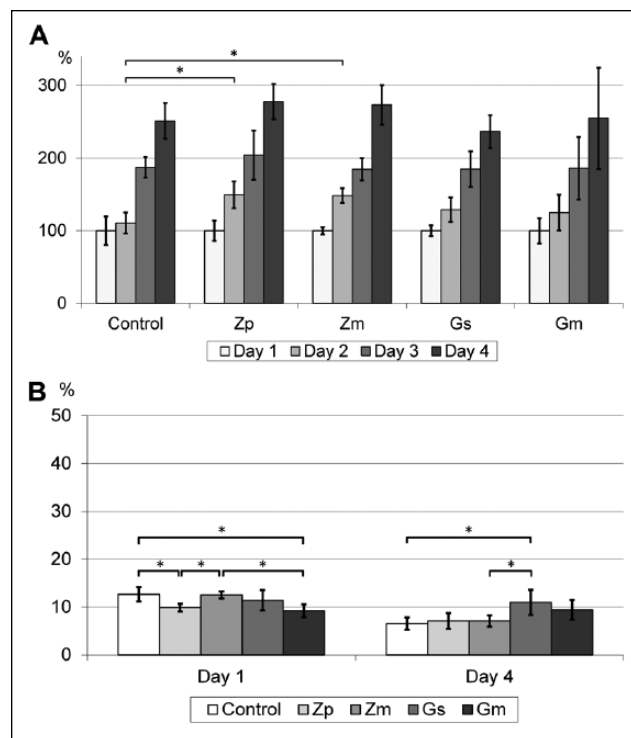 A
%
*
*
300
200
100
0
Control Zp Zm Gs Gm
Day 1 Day 2 Day 3 Day 4
B
%
50
40
30
20
* *
* * * *
10
0
Day 1 Day 4
Control Zp Zm Gs Gm